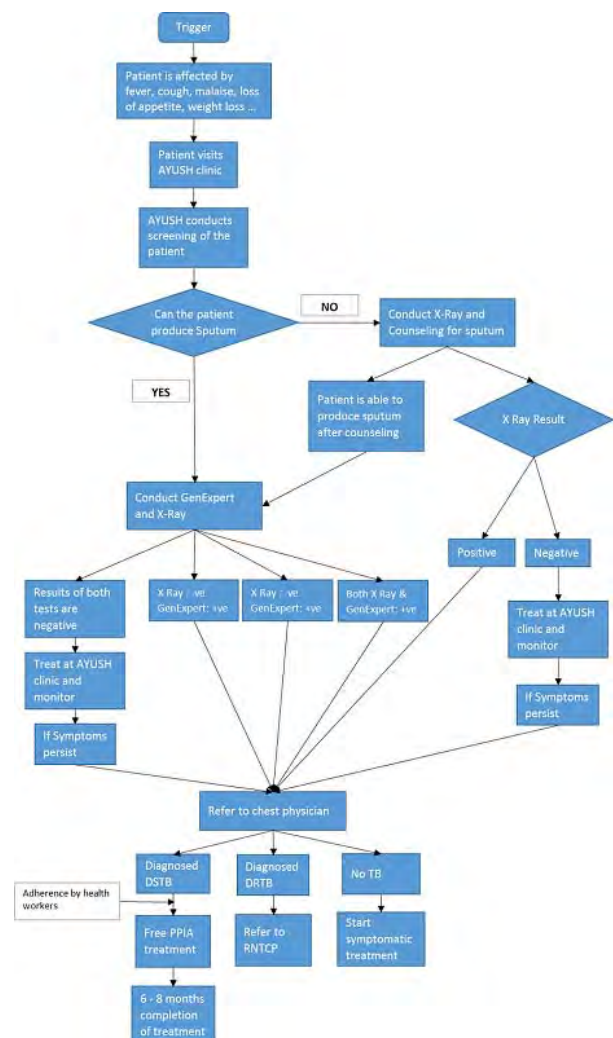 Trigger
Patient is affected by
fever, cough, malaise, loss
of appetite, weight loss ...
Patient visits
AYUSH clinic
AYUSH conducts
screening of the
patient
Can the patient
produce Sputum
NO
Conduct X-Ray and
Counseling for sputum
YES
Patient is able to
produce sputum
after counseling
X Ray Result
Conduct GenExpert
and X-Ray
Positive
Negative
Results of both
tests are
negative
X Ray : -ve
GenExpert: +ve
X Ray : -ve
GenExpert: +ve
Both X Ray &
GenExpert: +ve
Treat at AYUSH
clinic and
monitor
Treat at AYUSH
clinic and
monitor
If Symptoms
persist
If Symptoms
persist
Refer to chest physician
Diagnosed
DSTB
Diagnosed
DRTB
No TB
Adherence by health
workers
Free PPIA
treatment
Refer to
RNTCP
Start
symptomatic
treatment
6 - 8 months
completion
of treatment